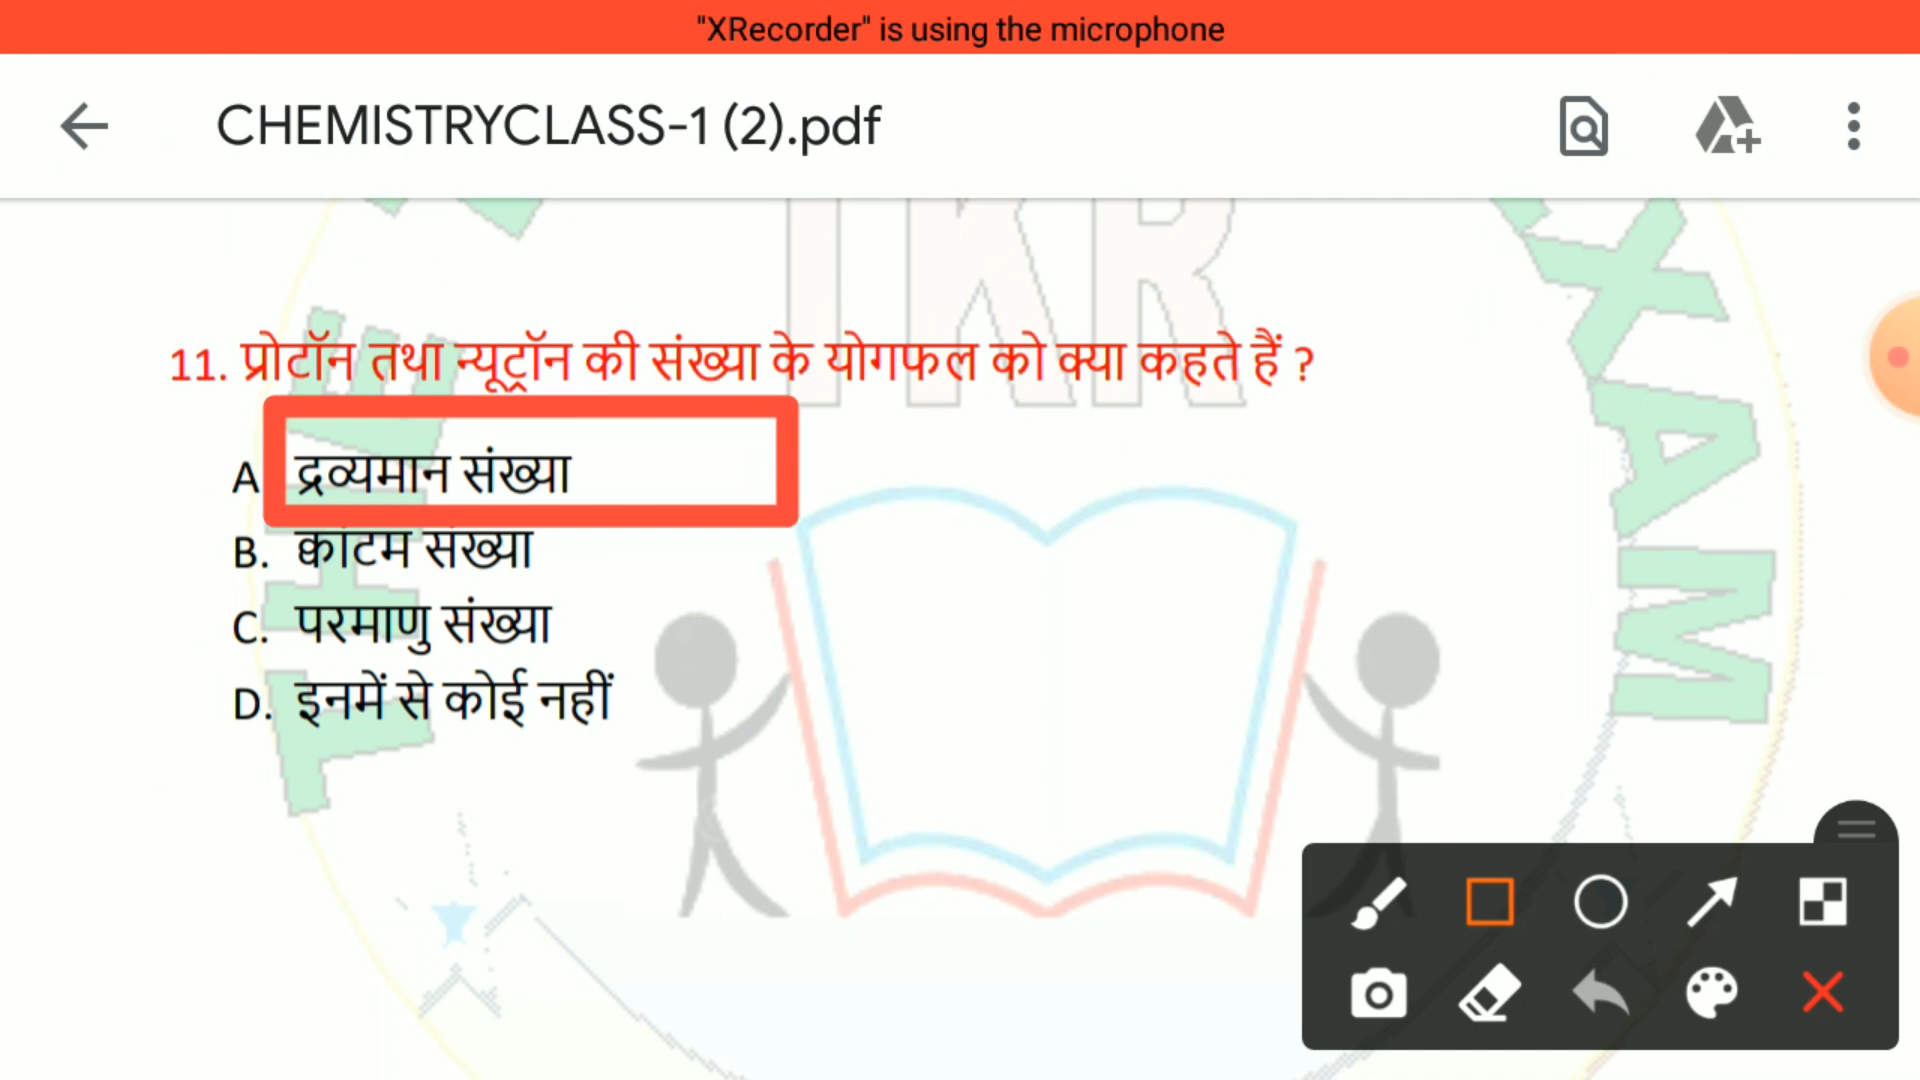 "XRecorder" is using the microphone
CHEMISTRYCLASS-1 (2).pdf
TKR
11. प्रोटॉन तथा न्यूट्रॉन की संख्या के योगफल को क्या कहते हैं ?
A द्रव्यमान संख्या
B. क्वांटम संख्या
C. परमाणु संख्या
D. इनमें से कोई नहीं